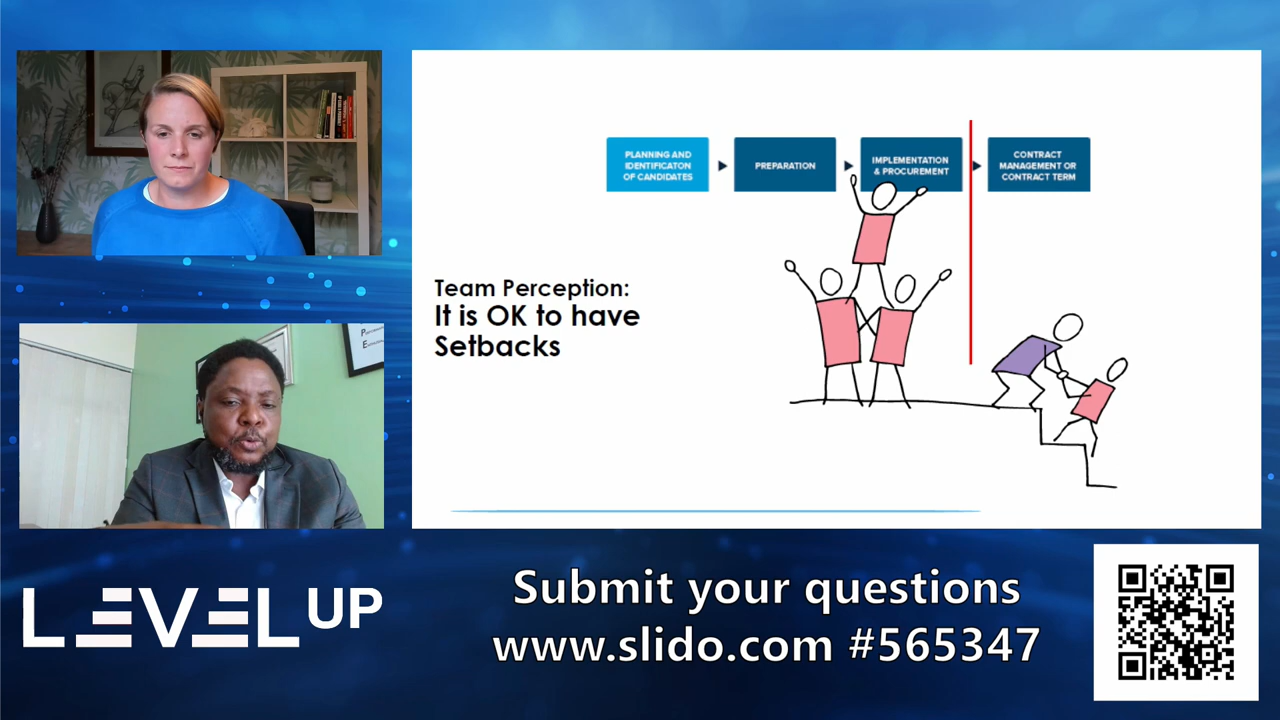 PLANNING AND
IDENTIFICATON
OF CANDIDATES
PREPARATION
IMPLEMENTATION
& PROCUREMENT
CONTRACT
MANAGEMENT OR
CONTRACT TERM
Team Perception:
It is OK to have
Setbacks
LEVEL UP
Submit your questions
www.slido.com #565347